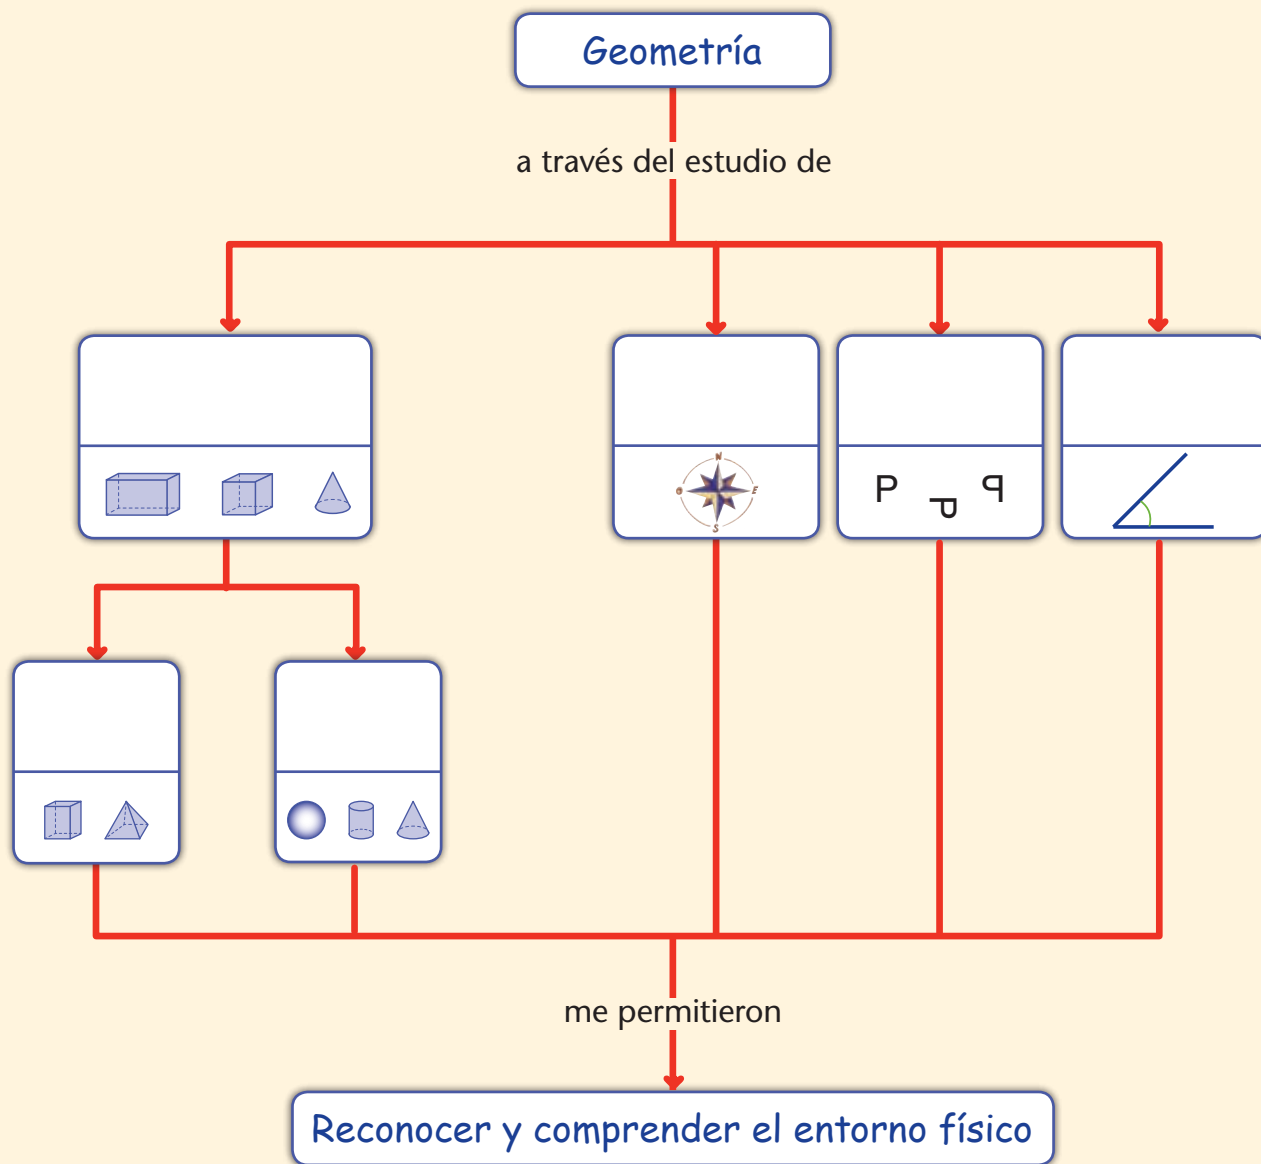 Geometría
a través del estudio de
N
O E
S
P P P
me permitieron
Reconocer y comprender el entorno físico